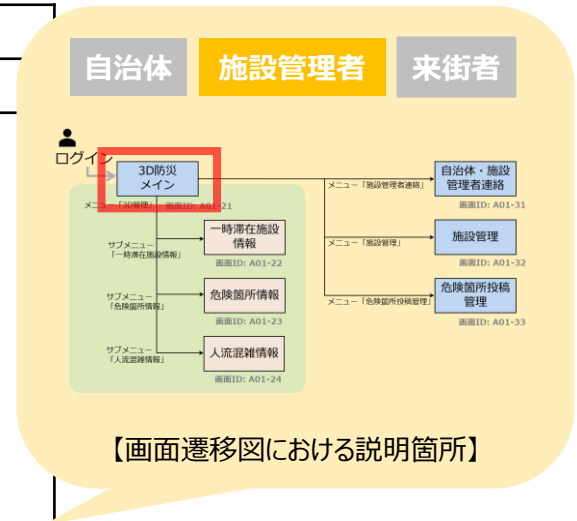 自治体 施設管理者 来街者
ログイン
3D防災
メイン
メニュー「3D管理」 画面ID: A01-21
サブメニュー
「一時滞在施設情報」
一時滞在施設
情報
画面ID: A01-22
サブメニュー
「危険箇所情報」
危険箇所情報
画面ID: A01-23
サブメニュー
「人流混雑情報」
人流混雑情報
画面ID: A01-24
メニュー「施設管理者連絡」
自治体・施設
管理者連絡
画面ID: A01-31
メニュー「施設管理」
施設管理
画面ID: A01-32
メニュー「危険箇所投稿管理」
危険箇所投稿
管理
画面ID: A01-33
【画面遷移図における説明箇所】